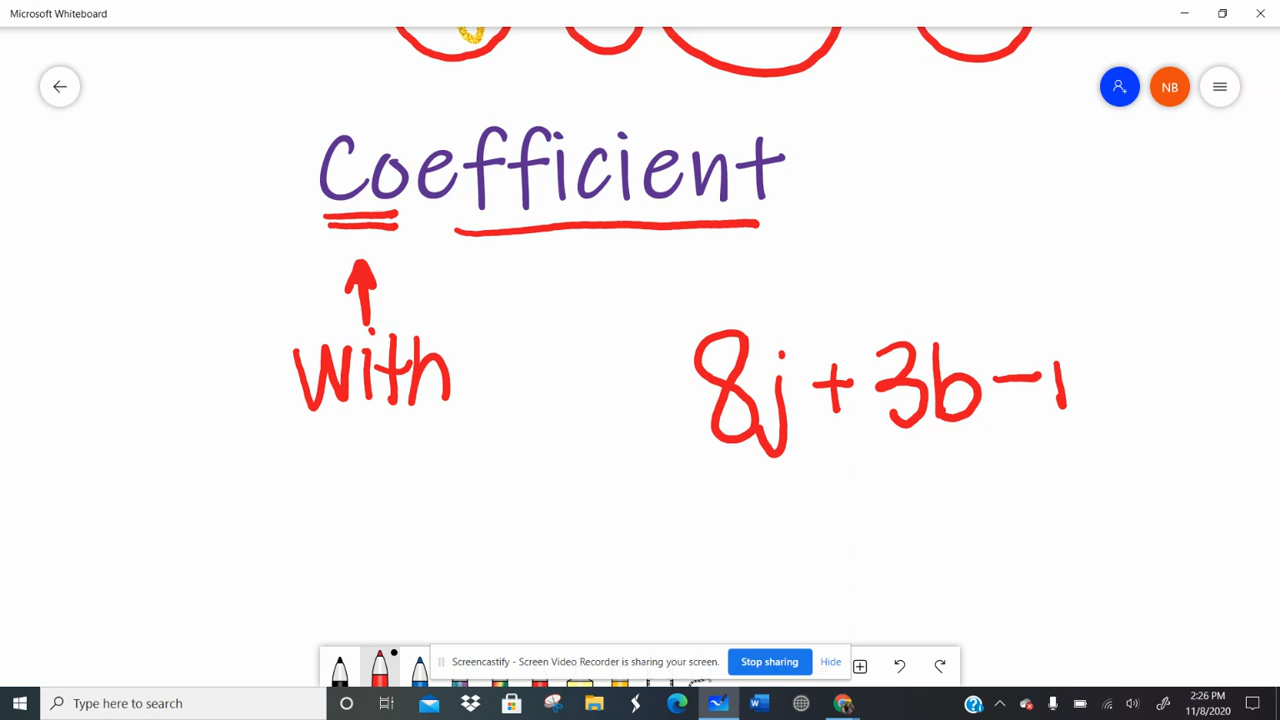 Microsoft Whiteboard
NB
Coefficient
with
8j + 3b - 1
Screencastify - Screen Video Recorder is sharing your screen.
Stop sharing
Hide
Type here to search
2:26 PM
11/8/2020